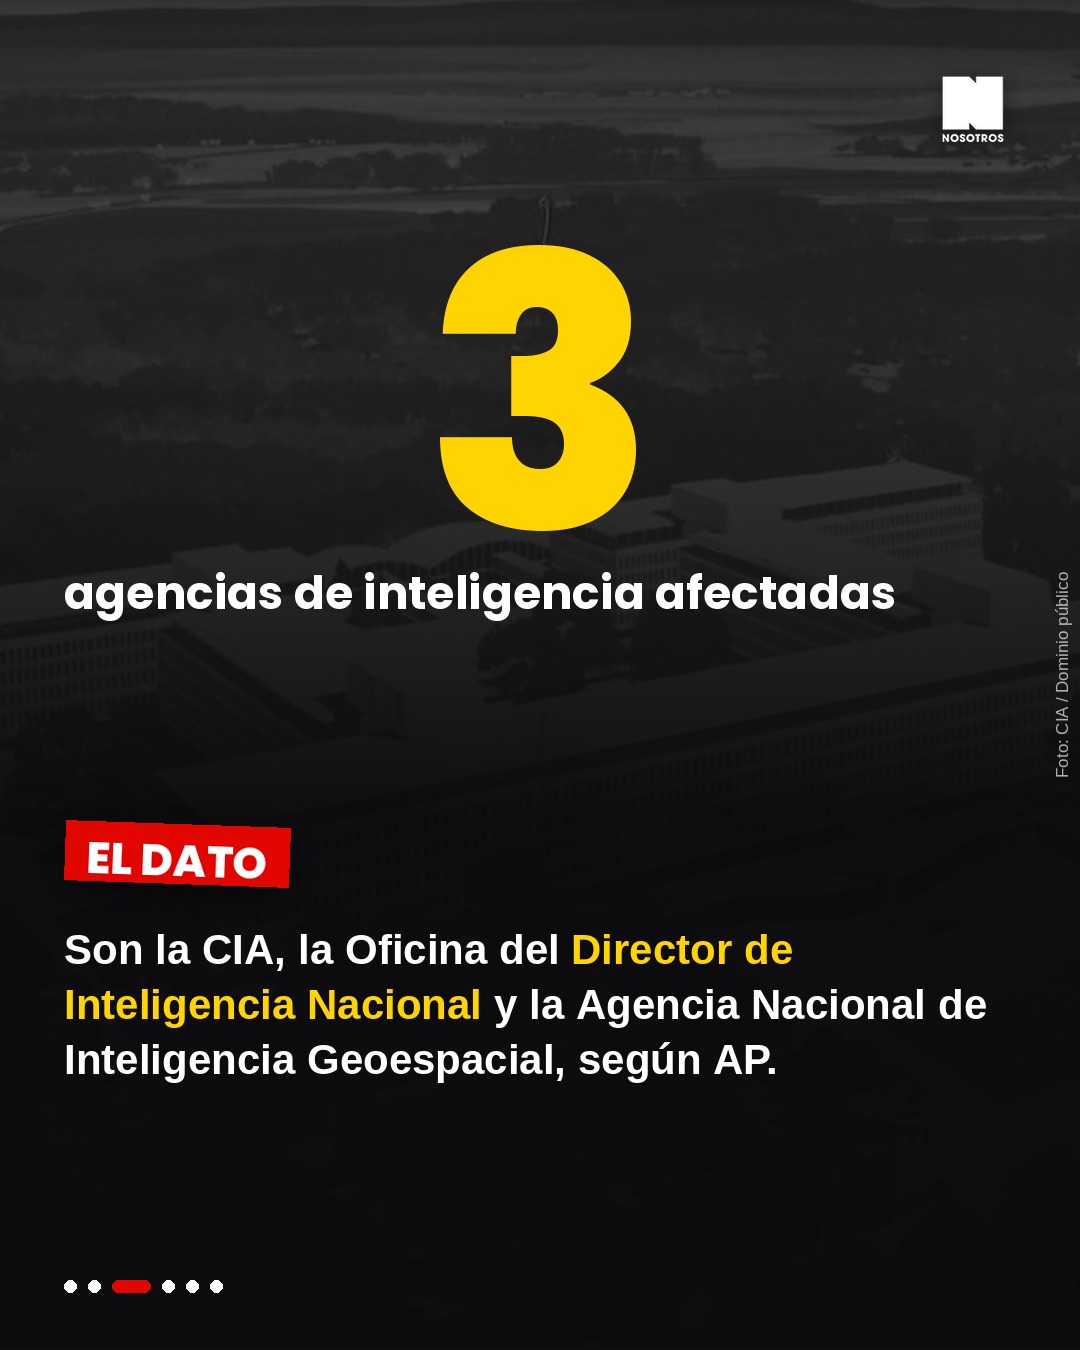 NOSOTROS
3
agencias de inteligencia afectadas
Foto: CIA / Dominio público
EL DATO
Son la CIA, la Oficina del Director de
Inteligencia Nacional y la Agencia Nacional de
Inteligencia Geoespacial, según AP.